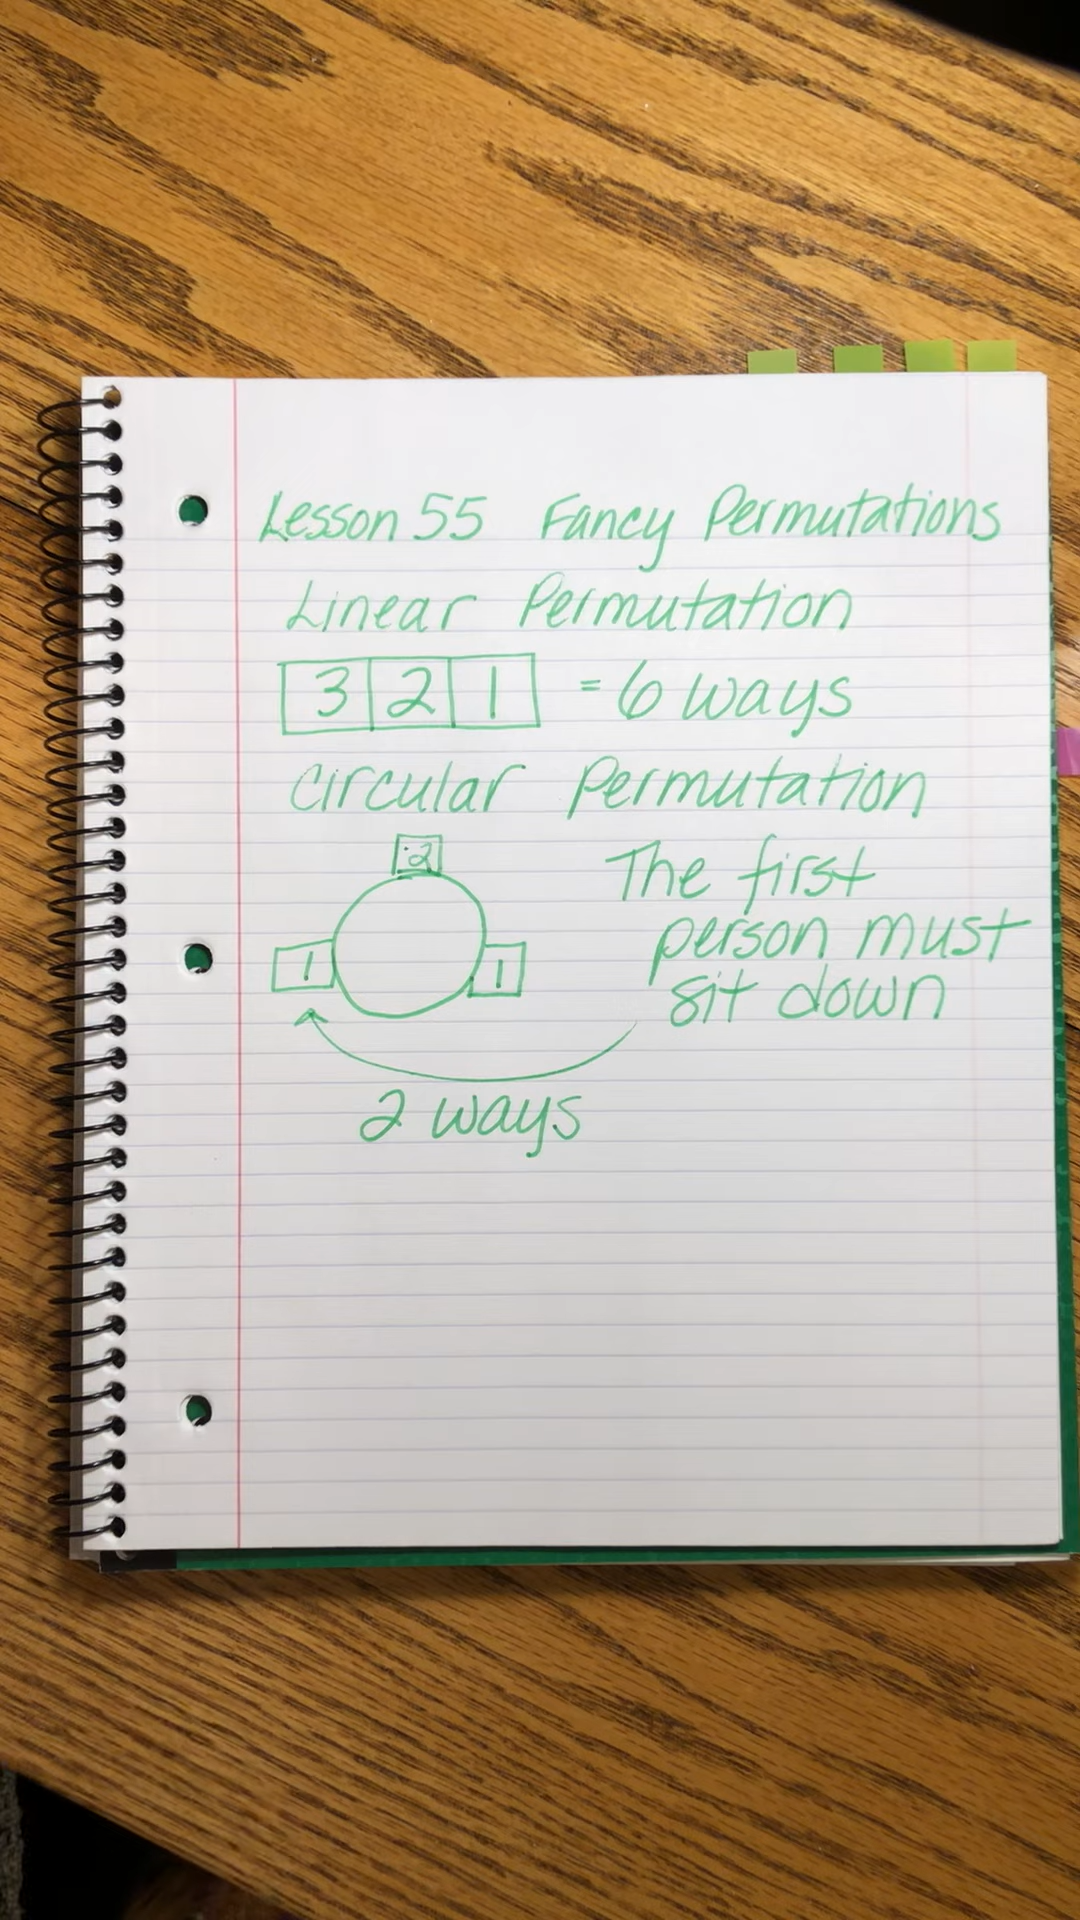 Lesson 55 Fancy Permutations
Linear Permutation
3 2 1 = 6 ways
Circular Permutation
2
The first
person must
1 1
sit down
2 ways